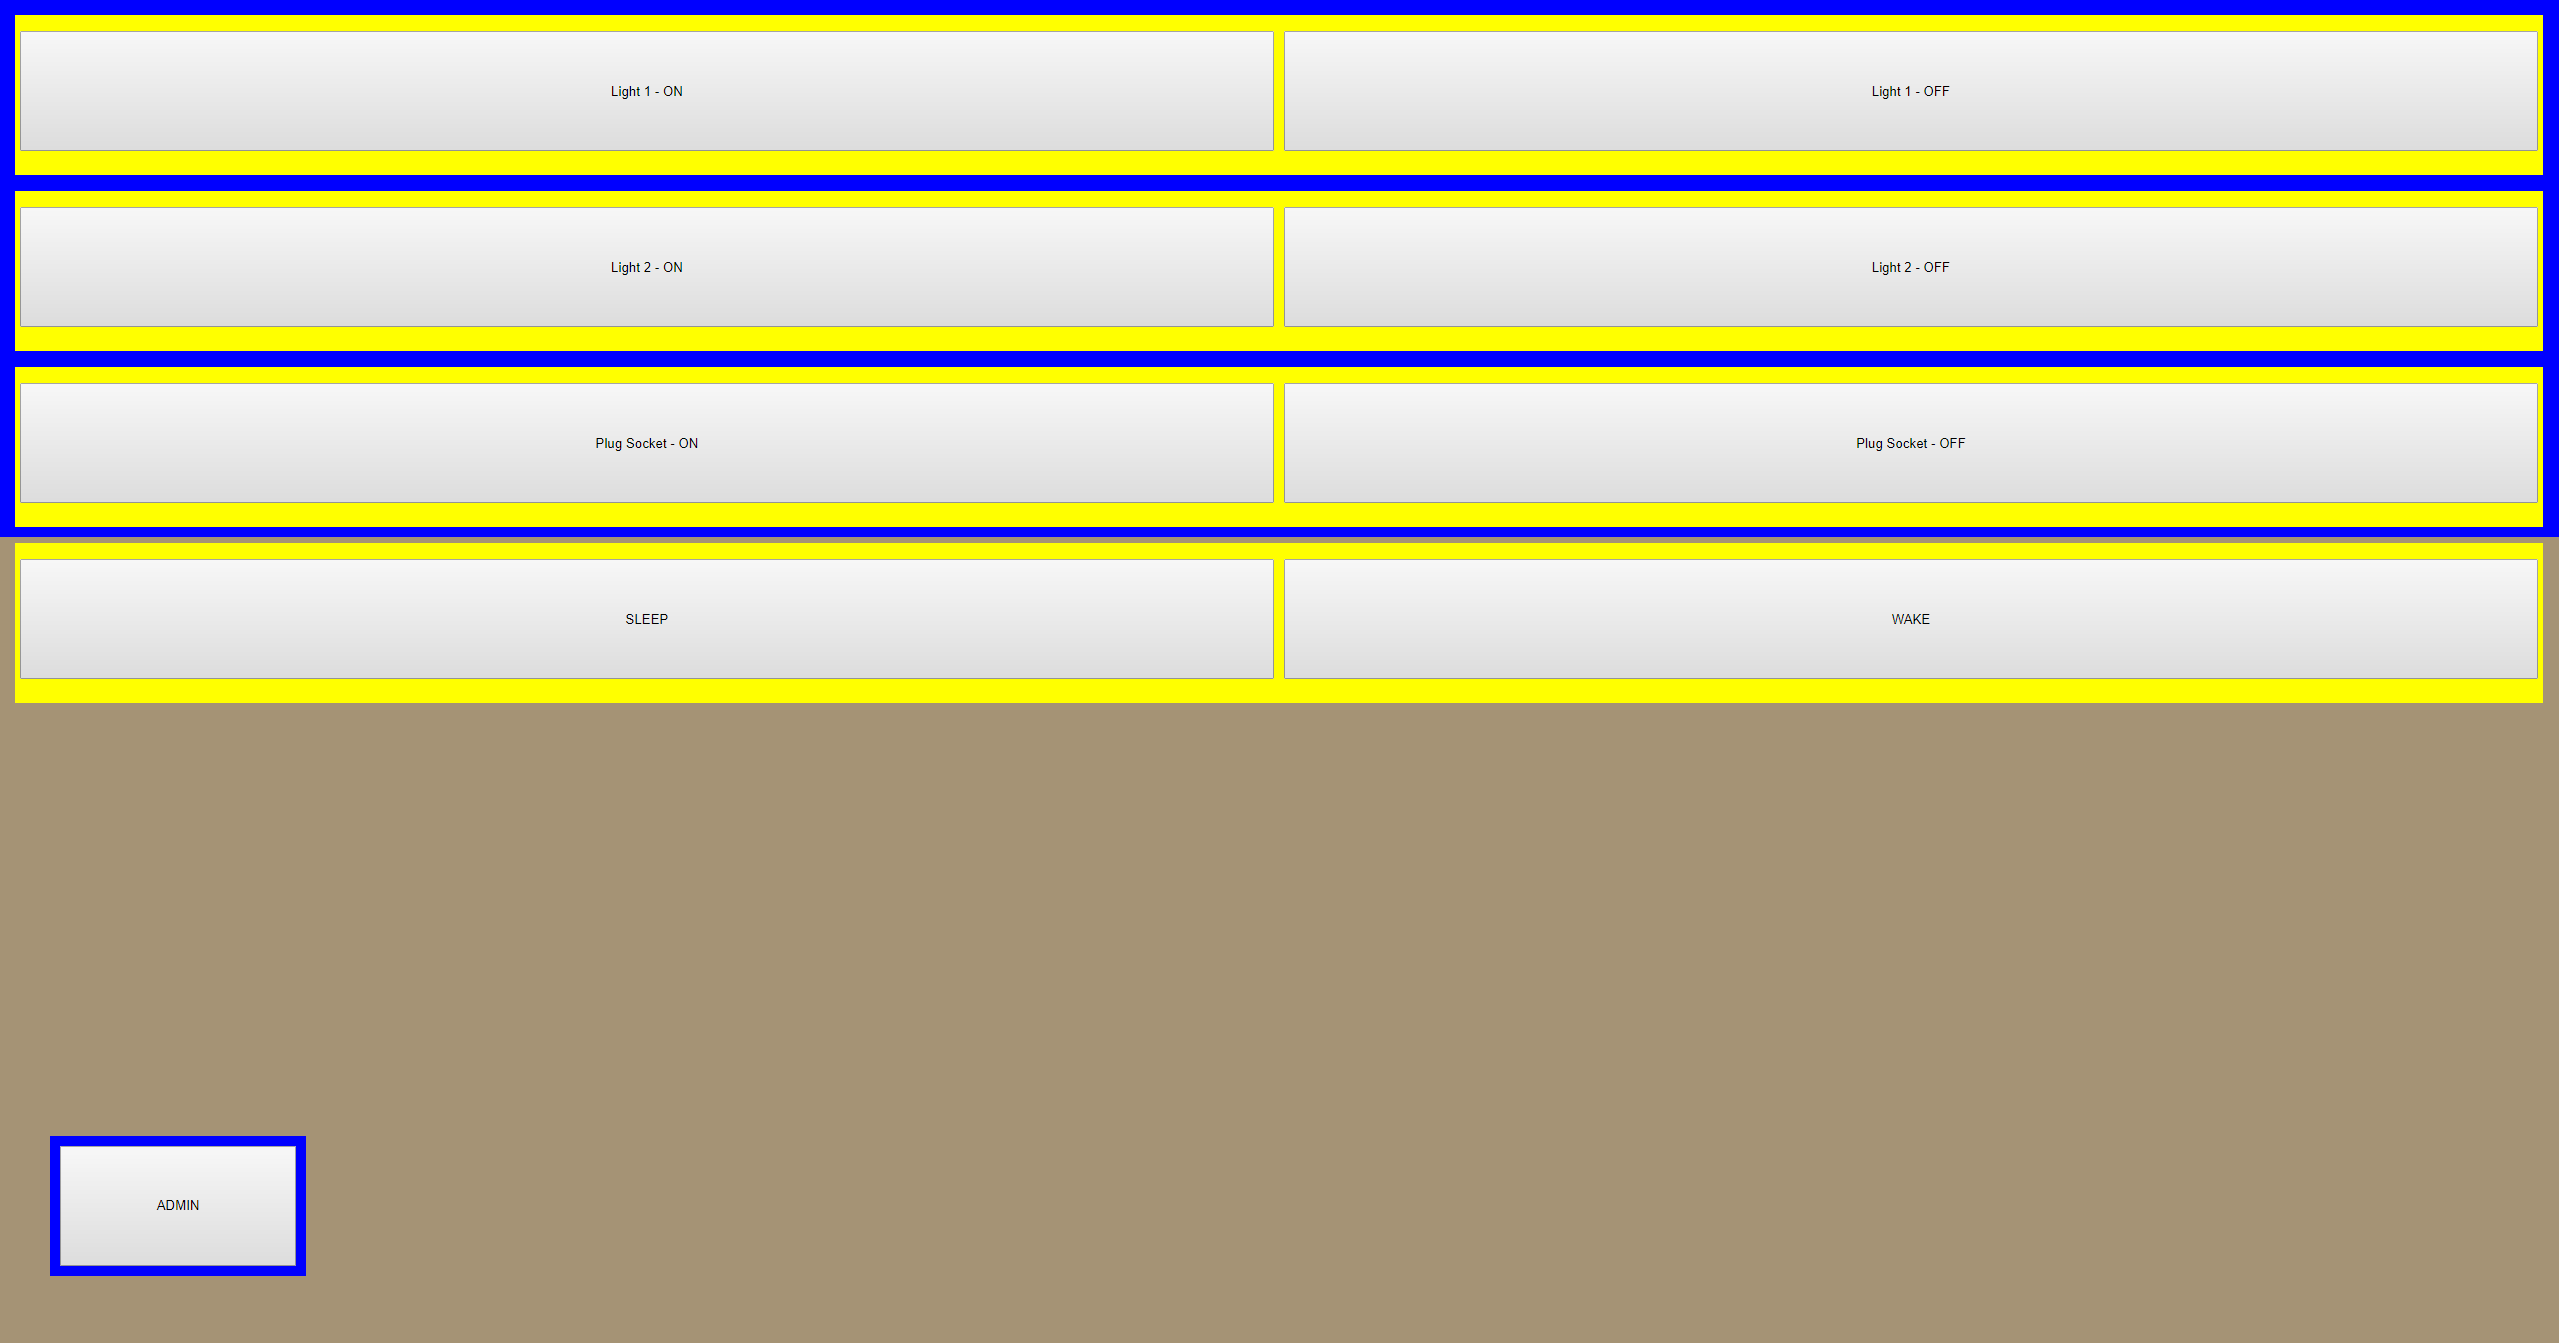 Light 1 - ON
Light 1 - OFF
Light 2 - ON
Light 2 - OFF
Plug Socket - ON
Plug Socket - OFF
SLEEP
WAKE
ADMIN